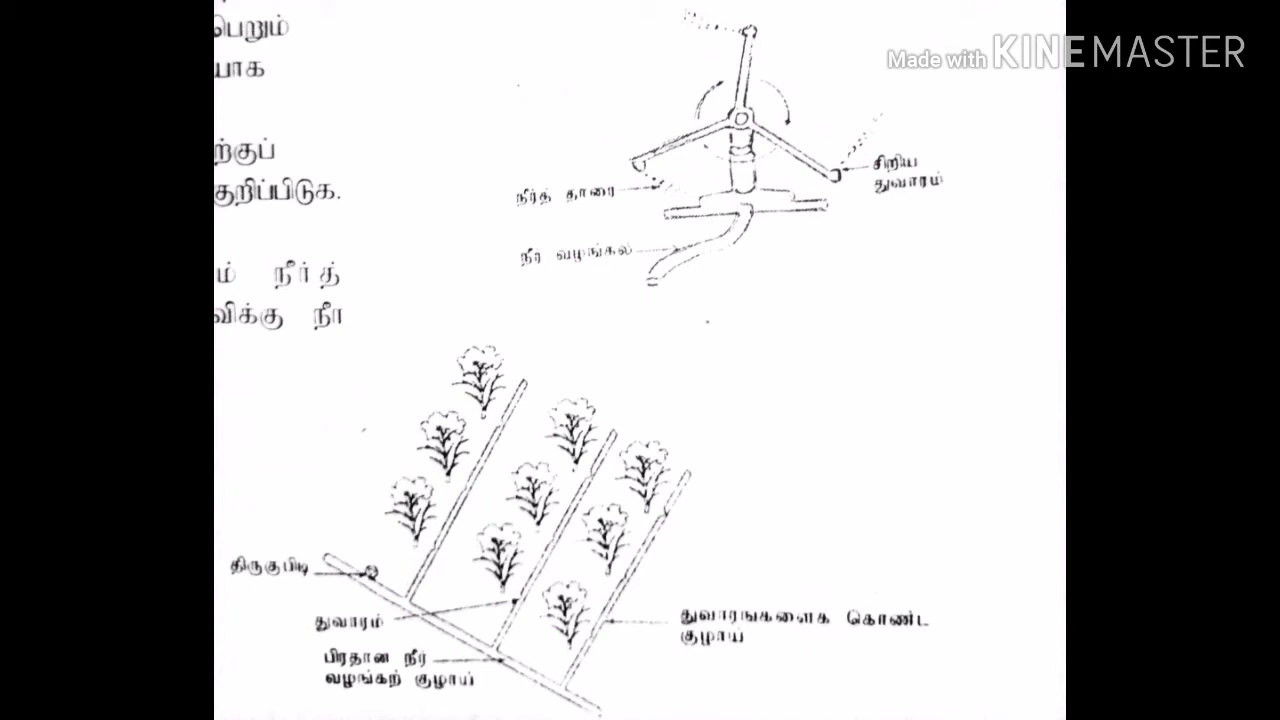 பெறும்
யாக
ற்குப்
குறிப்பிடுக.
ம் நீர்த்
விக்கு நீர
Made with KINEMASTER
சிறிய
துவாரம்
நீர்த் தாரை
நீர் வழங்கல்
திருகுபிடி
துவாரம்
துவாரங்களைக் கொண்ட
குழாய்
பிரதான நீர்
வழங்கற் குழாய்